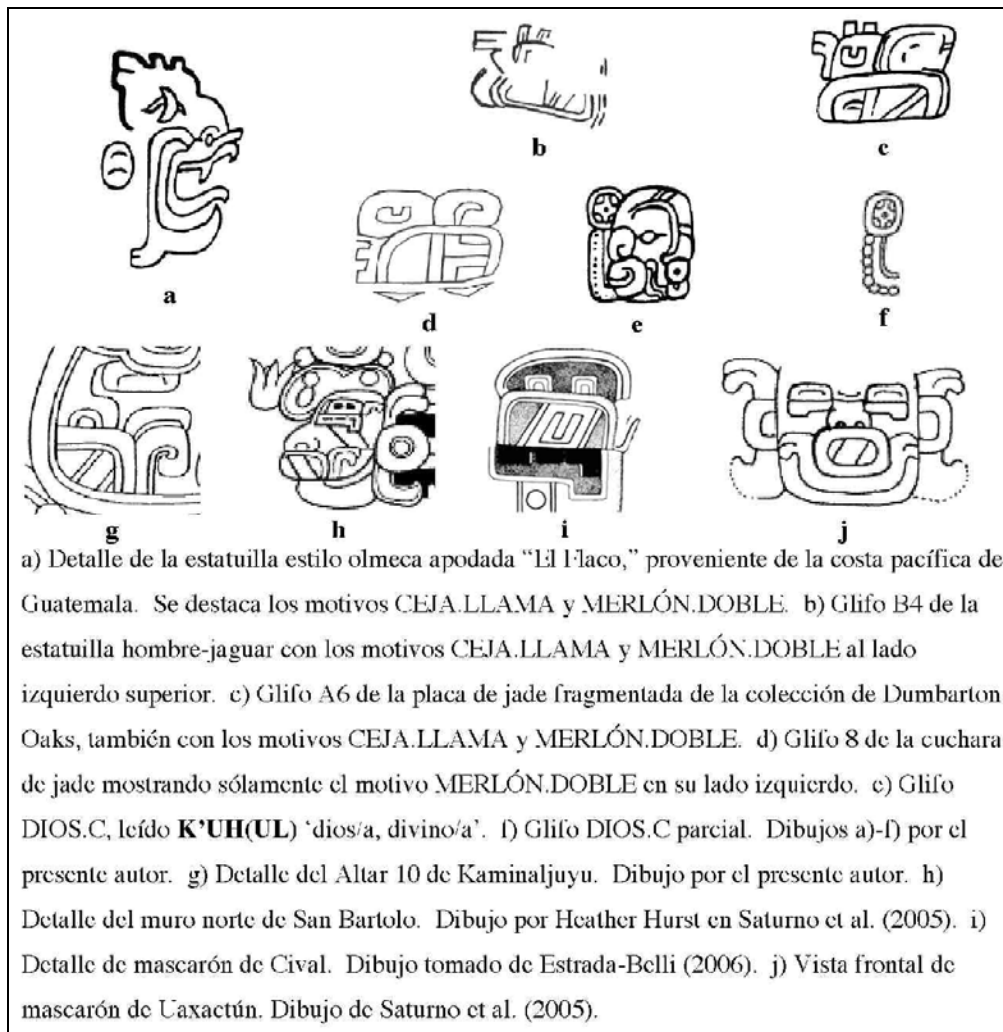 a
b
c
d
e
f
g
h
i
j
a) Detalle de la estatuilla estilo olmeca apodada “El Flaco,” proveniente de la costa pacífica de
Guatemala. Se destaca los motivos CEJA.LLAMA y MERLÓN.DOBLE. b) Glifo B4 de la
estatuilla hombre-jaguar con los motivos CEJA.LLAMA y MERLÓN.DOBLE al lado
izquierdo superior. c) Glifo A6 de la placa de jade fragmentada de la colección de Dumbarton
Oaks, también con los motivos CEJA.LLAMA y MERLÓN.DOBLE. d) Glifo 8 de la cuchara
de jade mostrando sólamente el motivo MERLÓN.DOBLE en su lado izquierdo. e) Glifo
DIOS.C, leído K’UH(UL) ‘dios/a, divino/a’. f) Glifo DIOS.C parcial. Dibujos a)-f) por el
presente autor. g) Detalle del Altar 10 de Kaminaljuyu. Dibujo por el presente autor. h)
Detalle del muro norte de San Bartolo. Dibujo por Heather Hurst en Saturno et al. (2005). i)
Detalle de mascarón de Cival. Dibujo tomado de Estrada-Belli (2006). j) Vista frontal de
mascarón de Uaxactún. Dibujo de Saturno et al. (2005).